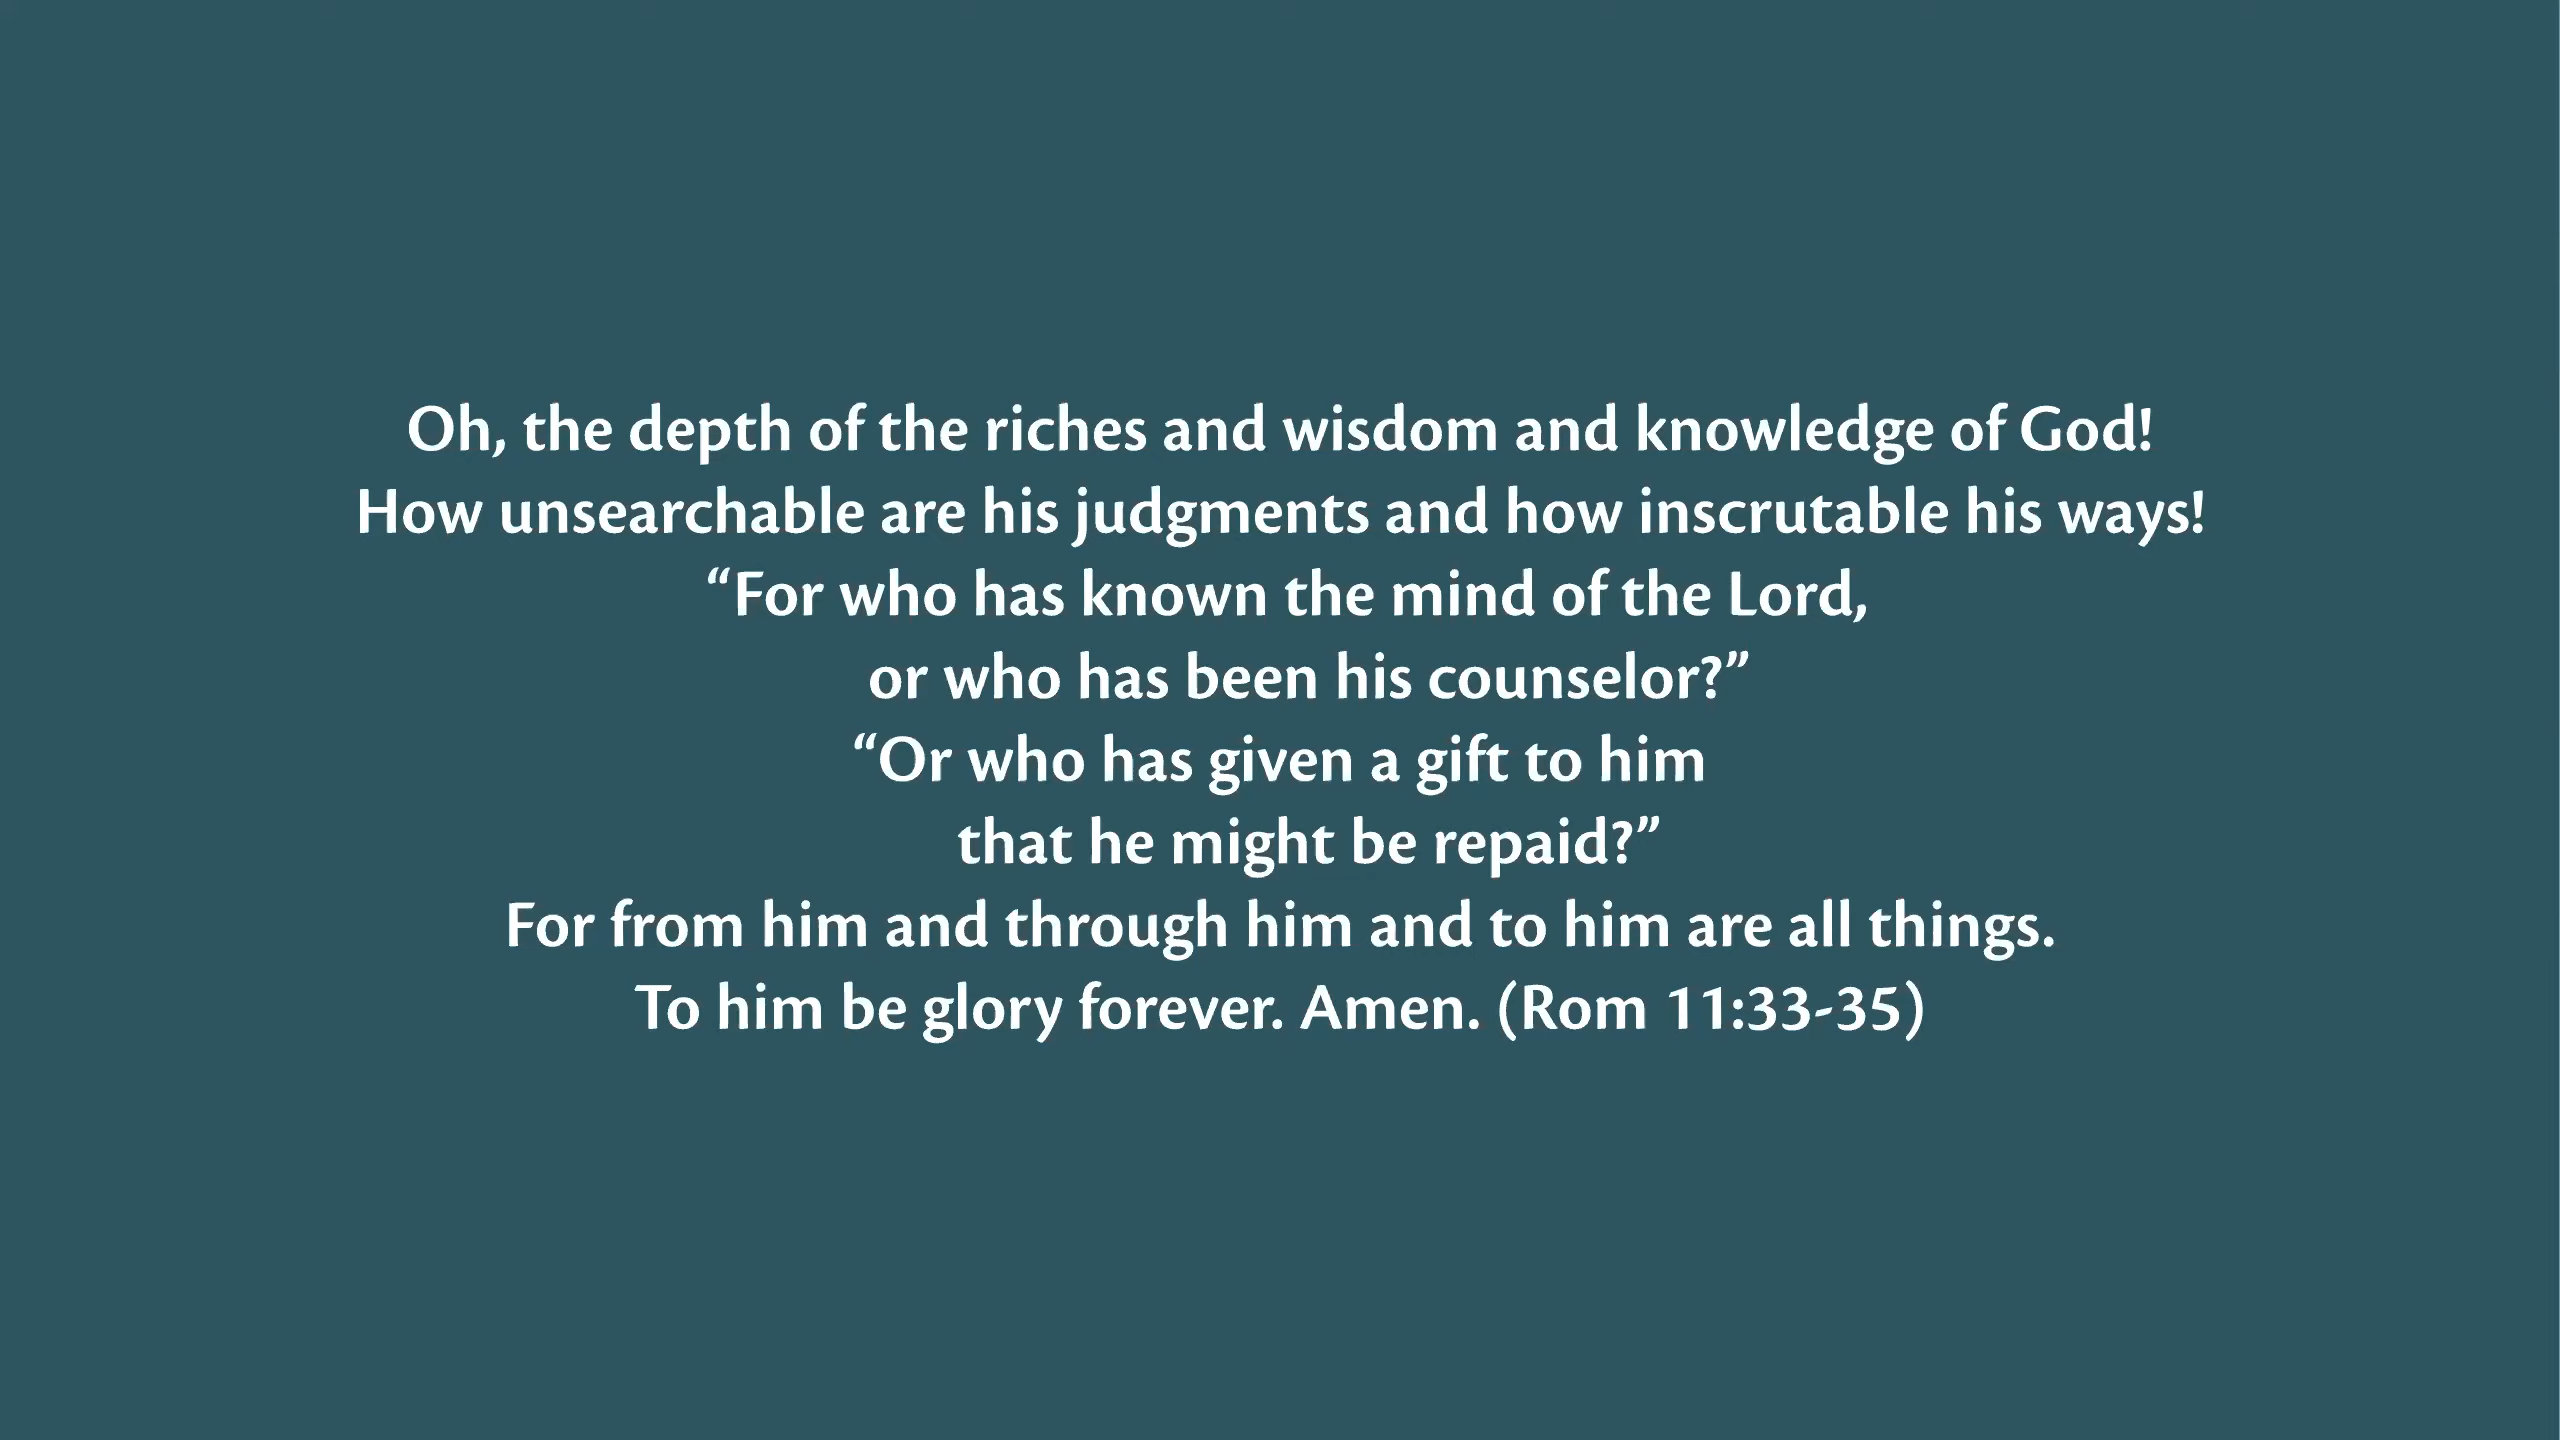 Oh, the depth of the riches and wisdom and knowledge of God!
How unsearchable are his judgments and how inscrutable his ways!
“For who has known the mind of the Lord,
or who has been his counselor?”
“Or who has given a gift to him
that he might be repaid?”
For from him and through him and to him are all things.
To him be glory forever. Amen. (Rom 11:33-35)